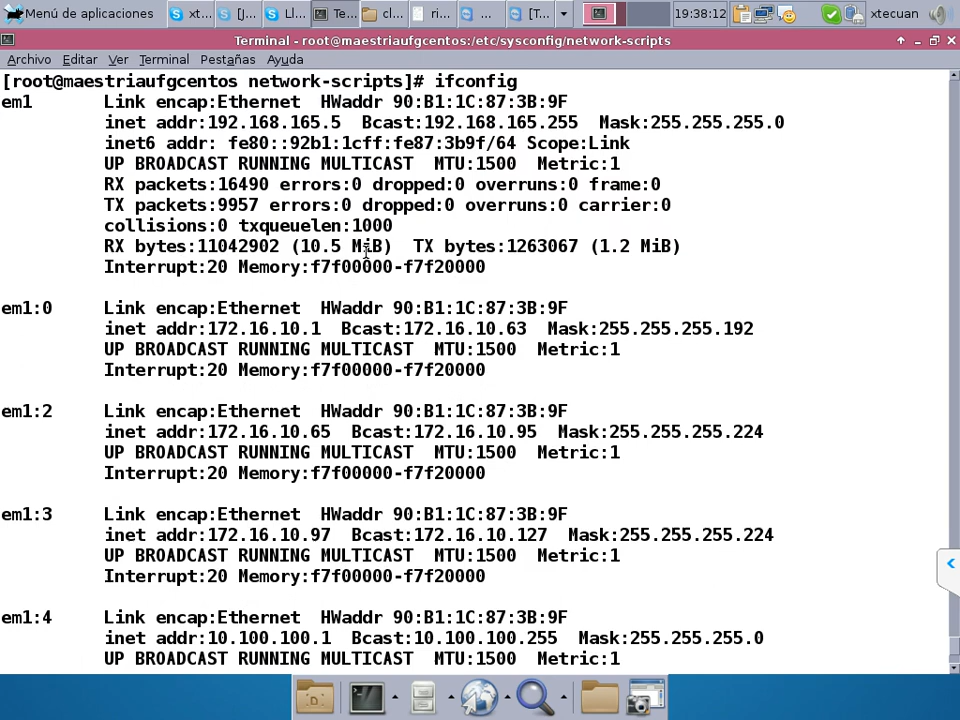 Menú de aplicaciones
xt...
[J...
Ll...
Te...
cl...
ri...
...
[T...
19:38:12
xtecuan
Terminal - root@maestriaufgcentos:/etc/sysconfig/network-scripts
Archivo Editar Ver Terminal Pestañas Ayuda
[root@maestriaufgcentos network-scripts]# ifconfig
em1 Link encap:Ethernet HWaddr 90:B1:1C:87:3B:9F
inet addr:192.168.165.5 Bcast:192.168.165.255 Mask:255.255.255.0
inet6 addr: fe80::92b1:1cff:fe87:3b9f/64 Scope:Link
UP BROADCAST RUNNING MULTICAST MTU:1500 Metric:1
RX packets:16490 errors:0 dropped:0 overruns:0 frame:0
TX packets:9957 errors:0 dropped:0 overruns:0 carrier:0
collisions:0 txqueuelen:1000
RX bytes:11042902 (10.5 MiB) TX bytes:1263067 (1.2 MiB)
Interrupt:20 Memory:f7f00000-f7f20000
em1:0 Link encap:Ethernet HWaddr 90:B1:1C:87:3B:9F
inet addr:172.16.10.1 Bcast:172.16.10.63 Mask:255.255.255.192
UP BROADCAST RUNNING MULTICAST MTU:1500 Metric:1
Interrupt:20 Memory:f7f00000-f7f20000
em1:2 Link encap:Ethernet HWaddr 90:B1:1C:87:3B:9F
inet addr:172.16.10.65 Bcast:172.16.10.95 Mask:255.255.255.224
UP BROADCAST RUNNING MULTICAST MTU:1500 Metric:1
Interrupt:20 Memory:f7f00000-f7f20000
em1:3 Link encap:Ethernet HWaddr 90:B1:1C:87:3B:9F
inet addr:172.16.10.97 Bcast:172.16.10.127 Mask:255.255.255.224
UP BROADCAST RUNNING MULTICAST MTU:1500 Metric:1
Interrupt:20 Memory:f7f00000-f7f20000
em1:4 Link encap:Ethernet HWaddr 90:B1:1C:87:3B:9F
inet addr:10.100.100.1 Bcast:10.100.100.255 Mask:255.255.255.0
UP BROADCAST RUNNING MULTICAST MTU:1500 Metric:1